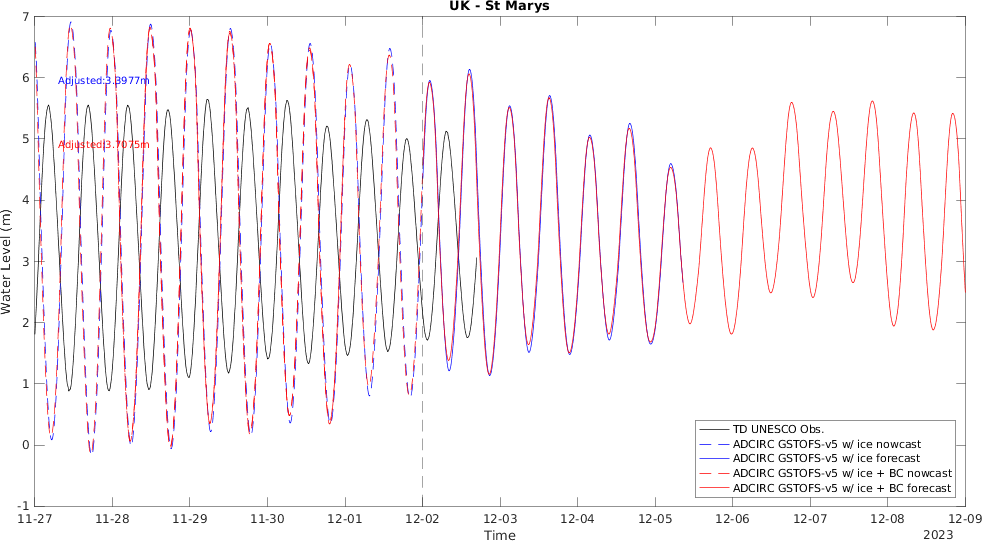 UK - St Marys
7
6
5
4
3
2
1
0
-1
Water Level (m)
Adjusted:3.3977m
Adjusted:3.7075m
TD UNESCO Obs.
ADCIRC GSTOFS-v5 w/ ice nowcast
ADCIRC GSTOFS-v5 w/ ice forecast
ADCIRC GSTOFS-v5 w/ ice + BC nowcast
ADCIRC GSTOFS-v5 w/ ice + BC forecast
11-27 11-28 11-29 11-30 12-01 12-02 12-03 12-04 12-05 12-06 12-07 12-08 12-09
Time
2023